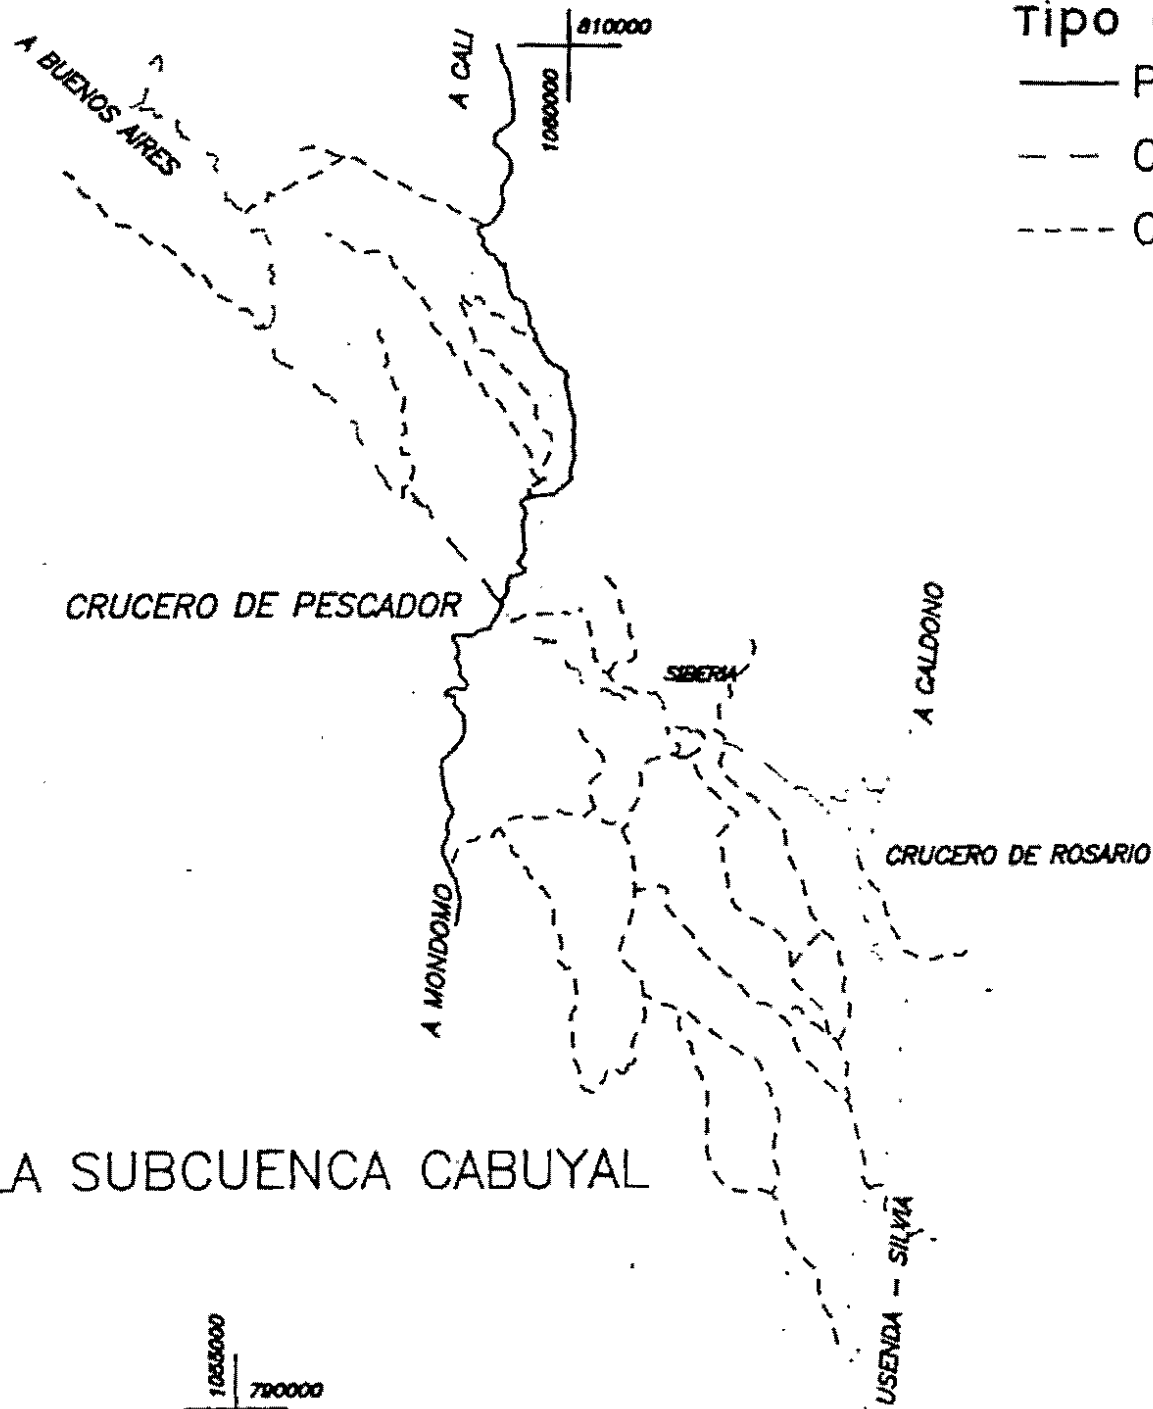 810000
1080000
Tipo
P
C
C
A BUENOS AIRES
A CALI
CRUCERO DE PESCADOR
SIBERIA
A CALDONO
CRUCERO DE ROSARIO
A MONDOMO
LA SUBCUENCA CABUYAL
USENDA - SILVIA
790000